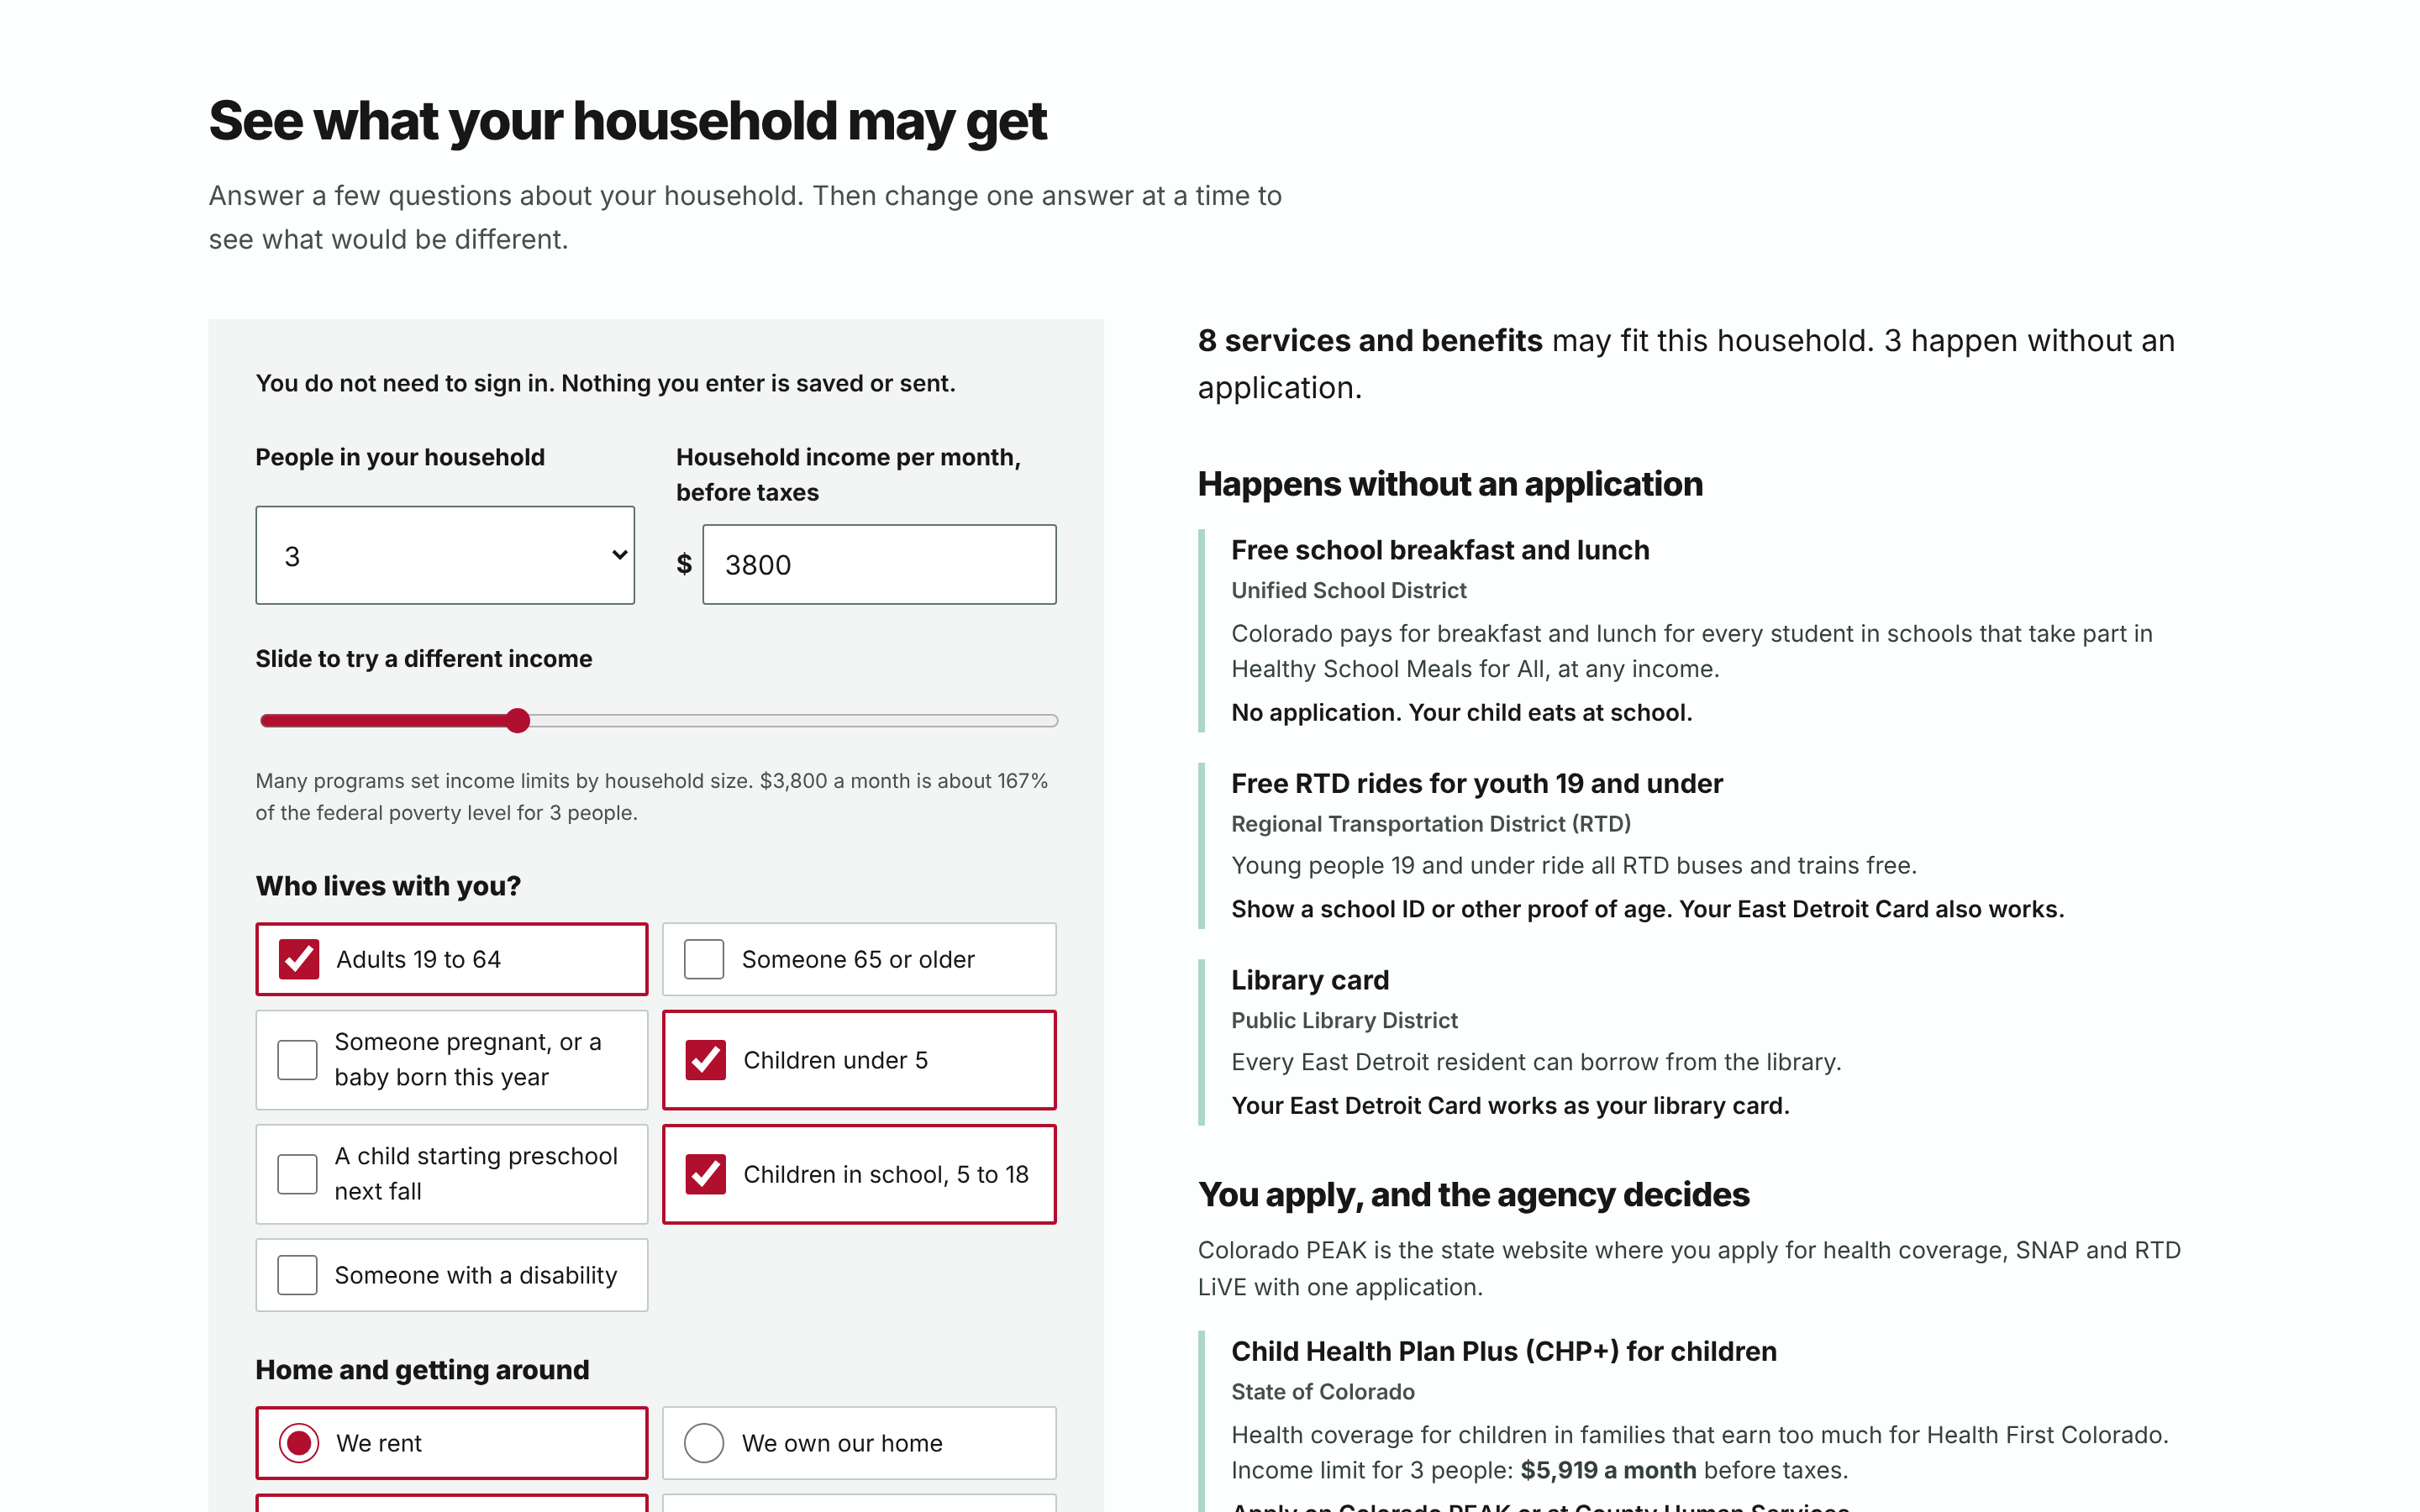 See what your household may get
Answer a few questions about your household. Then change one answer at a time to
see what would be different.
You do not need to sign in. Nothing you enter is saved or sent.
People in your household
3
Household income per month,
before taxes
$ 3800
Slide to try a different income
Many programs set income limits by household size. $3,800 a month is about 167%
of the federal poverty level for 3 people.
Who lives with you?
Adults 19 to 64
Someone 65 or older
Someone pregnant, or a
baby born this year
Children under 5
A child starting preschool
next fall
Children in school, 5 to 18
Someone with a disability
Home and getting around
We rent
We own our home
8 services and benefits may fit this household. 3 happen without an
application.
Happens without an application
Free school breakfast and lunch
Unified School District
Colorado pays for breakfast and lunch for every student in schools that take part in
Healthy School Meals for All, at any income.
No application. Your child eats at school.
Free RTD rides for youth 19 and under
Regional Transportation District (RTD)
Young people 19 and under ride all RTD buses and trains free.
Show a school ID or other proof of age. Your East Detroit Card also works.
Library card
Public Library District
Every East Detroit resident can borrow from the library.
Your East Detroit Card works as your library card.
You apply, and the agency decides
Colorado PEAK is the state website where you apply for health coverage, SNAP and RTD
LiVE with one application.
Child Health Plan Plus (CHP+) for children
State of Colorado
Health coverage for children in families that earn too much for Health First Colorado.
Income limit for 3 people: $5,919 a month before taxes.
Apply on Colorado PEAK or at County Human Services